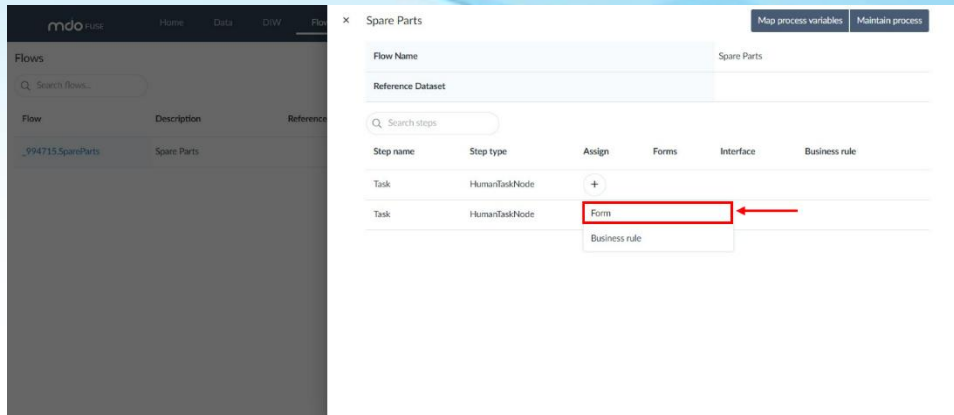 mdo FUSE Home Data DIW Flow
× Spare Parts Map process variables Maintain process
Flows
Flow Name Spare Parts
Search flows...
Reference Dataset
Flow Description Reference
Search steps
Step name Step type Assign Forms Interface Business rule
_994715.SpareParts Spare Parts
Task HumanTaskNode +
Task HumanTaskNode Form
Business rule